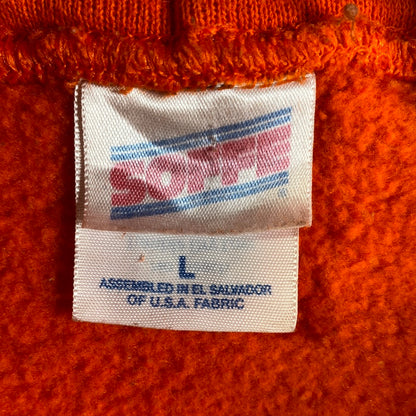 SOFFE
L
ASSEMBLED IN EL SALVADOR
OF U.S.A. FABRIC